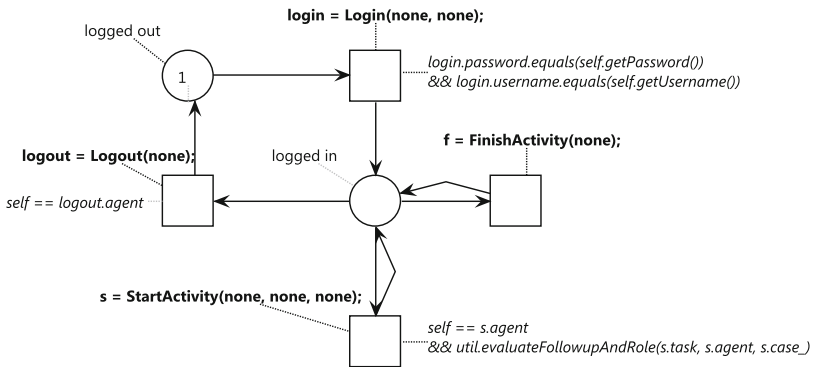 login = Login(none, none);
logged out
login.password.equals(self.getPassword())
&& login.username.equals(self.getUsername())
1
f = FinishActivity(none);
logout = Logout(none);
logged in
self == logout.agent
s = StartActivity(none, none, none);
self == s.agent
&& util.evaluateFollowupAndRole(s.task, s.agent, s.case_)